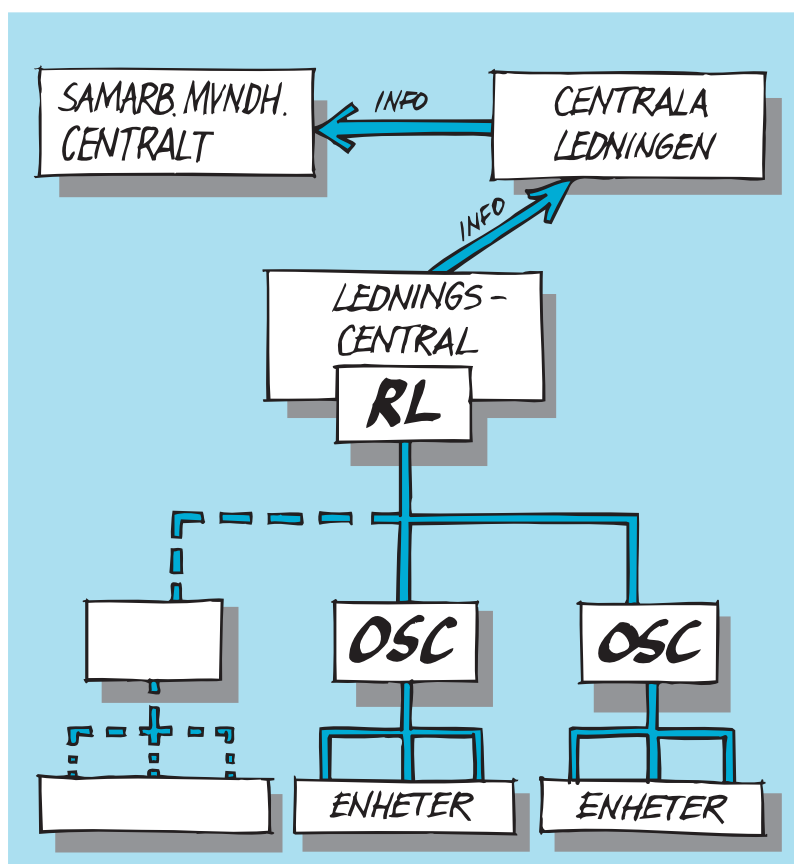 SAMARB. MYNDH.
CENTRALT
INFO
CENTRALA
LEDNINGEN
INFO
LEDNINGS-
CENTRAL
RL
OSC
OSC
ENHETER
ENHETER